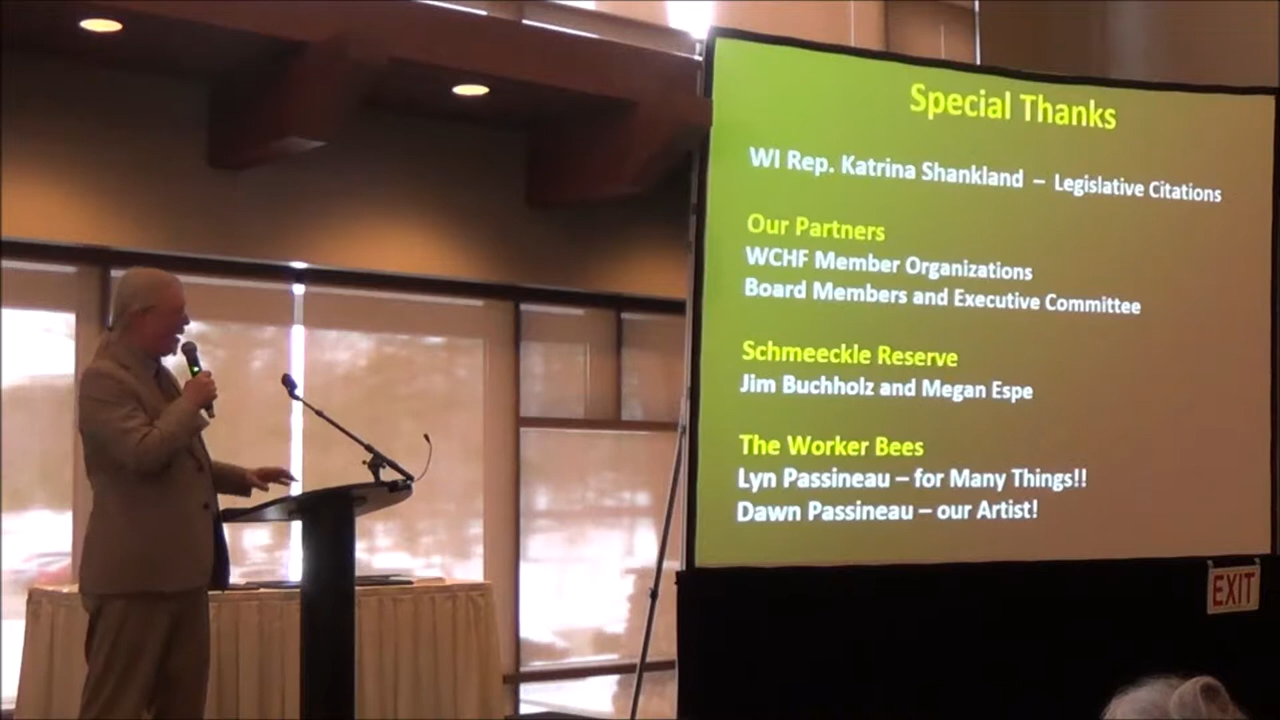 Special Thanks
WI Rep. Katrina Shankland – Legislative Citations
Our Partners
WCHF Member Organizations
Board Members and Executive Committee
Schmeeckle Reserve
Jim Buchholz and Megan Espe
The Worker Bees
Lyn Passineau – for Many Things!!
Dawn Passineau – our Artist!
EXIT